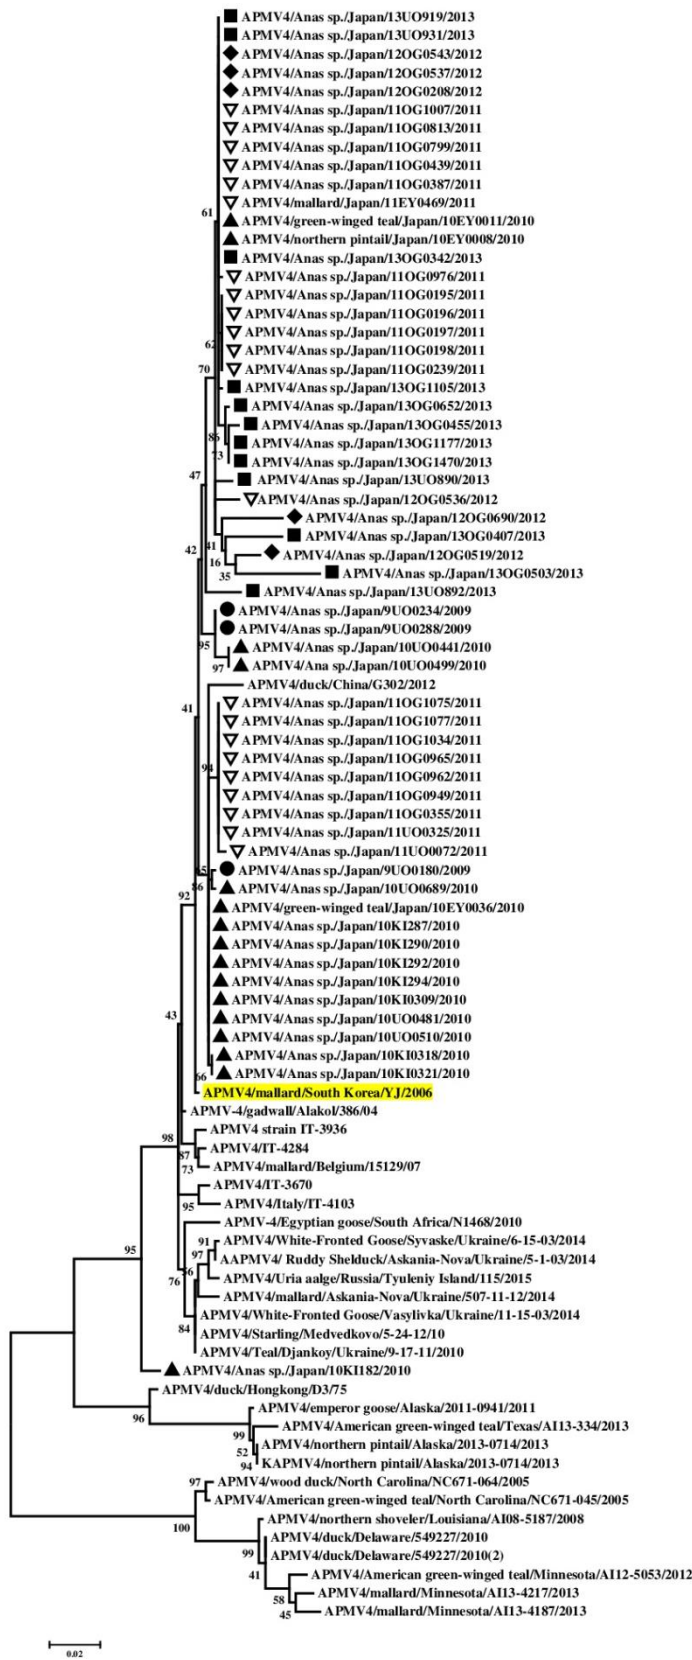 APMV4/Anas sp./Japan/13UO919/2013
APMV4/Anas sp./Japan/13UO931/2013
APMV4/Anas sp./Japan/12OG0543/2012
APMV4/Anas sp./Japan/12OG0537/2012
APMV4/Anas sp./Japan/12OG0208/2012
APMV4/Anas sp./Japan/11OG1007/2011
APMV4/Anas sp./Japan/11OG0813/2011
APMV4/Anas sp./Japan/11OG0799/2011
APMV4/Anas sp./Japan/11OG0439/2011
APMV4/Anas sp./Japan/11OG0387/2011
APMV4/mallard/Japan/11EY0469/2011
61 APMV4/green-winged teal/Japan/10EY0011/2010
APMV4/northern pintail/Japan/10EY0008/2010
APMV4/Anas sp./Japan/13OG0342/2013
APMV4/Anas sp./Japan/11OG0976/2011
APMV4/Anas sp./Japan/11OG0195/2011
APMV4/Anas sp./Japan/11OG0196/2011
APMV4/Anas sp./Japan/11OG0197/2011
62 APMV4/Anas sp./Japan/11OG0198/2011
70 APMV4/Anas sp./Japan/11OG0239/2011
APMV4/Anas sp./Japan/13OG1105/2013
APMV4/Anas sp./Japan/13OG0652/2013
APMV4/Anas sp./Japan/13OG0455/2013
86 APMV4/Anas sp./Japan/13OG1177/2013
73 APMV4/Anas sp./Japan/13OG1470/2013
47 APMV4/Anas sp./Japan/13UO890/2013
APMV4/Anas sp./Japan/12OG0536/2012
APMV4/Anas sp./Japan/12OG0690/2012
41 APMV4/Anas sp./Japan/13OG0407/2013
42 APMV4/Anas sp./Japan/12OG0519/2012
16
35 APMV4/Anas sp./Japan/13OG0503/2013
APMV4/Anas sp./Japan/13UO892/2013
APMV4/Anas sp./Japan/9UO0234/2009
APMV4/Anas sp./Japan/9UO0288/2009
95 APMV4/Anas sp./Japan/10UO0441/2010
97 APMV4/Ana sp./Japan/10UO0499/2010
APMV4/duck/China/G302/2012
41 APMV4/Anas sp./Japan/11OG1075/2011
APMV4/Anas sp./Japan/11OG1077/2011
APMV4/Anas sp./Japan/11OG1034/2011
APMV4/Anas sp./Japan/11OG0965/2011
94 APMV4/Anas sp./Japan/11OG0962/2011
APMV4/Anas sp./Japan/11OG0949/2011
APMV4/Anas sp./Japan/11OG0355/2011
APMV4/Anas sp./Japan/11UO0325/2011
APMV4/Anas sp./Japan/11UO0072/2011
APMV4/Anas sp./Japan/9UO0180/2009
APMV4/Anas sp./Japan/10UO0689/2010
92 APMV4/green-winged teal/Japan/10EY0036/2010
APMV4/Anas sp./Japan/10KI287/2010
APMV4/Anas sp./Japan/10KI290/2010
APMV4/Anas sp./Japan/10KI292/2010
APMV4/Anas sp./Japan/10KI294/2010
APMV4/Anas sp./Japan/10KI0309/2010
43 APMV4/Anas sp./Japan/10UO0481/2010
APMV4/Anas sp./Japan/10UO0510/2010
APMV4/Anas sp./Japan/10KI0318/2010
66 APMV4/Anas sp./Japan/10KI0321/2010
APMV4/mallard/South Korea/YJ/2006
APMV-4/gadwall/Alakol/386/04
APMV4 strain IT-3936
98 APMV4/IT-4284
87
73 APMV4/mallard/Belgium/15129/07
APMV4/IT-3670
95 APMV4/Italy/IT-4103
APMV-4/Egyptian goose/South Africa/N1468/2010
91 APMV4/White-Fronted Goose/Syvaske/Ukraine/6-15-03/2014
95 97 AAPMV4/ Ruddy Shelduck/Askania-Nova/Ukraine/5-1-03/2014
76 56 APMV4/Uria aalge/Russia/Tyuleniy Island/115/2015
APMV4/mallard/Askania-Nova/Ukraine/507-11-12/2014
84 APMV4/White-Fronted Goose/Vasylivka/Ukraine/11-15-03/2014
APMV4/Starling/Medvedkovo/5-24-12/10
APMV4/Teal/Djankoy/Ukraine/9-17-11/2010
APMV4/Anas sp./Japan/10KI182/2010
APMV4/duck/Hongkong/D3/75
96 APMV4/emperor goose/Alaska/2011-0941/2011
99 APMV4/American green-winged teal/Texas/AI13-334/2013
52 APMV4/northern pintail/Alaska/2013-0714/2013
94 KAPMV4/northern pintail/Alaska/2013-0714/2013
97 APMV4/wood duck/North Carolina/NC671-064/2005
APMV4/American green-winged teal/North Carolina/NC671-045/2005
100 APMV4/northern shoveler/Louisiana/AI08-5187/2008
APMV4/duck/Delaware/549227/2010
99 APMV4/duck/Delaware/549227/2010(2)
41 APMV4/American green-winged teal/Minnesota/AI12-5053/2012
58 APMV4/mallard/Minnesota/AI13-4217/2013
45 APMV4/mallard/Minnesota/AI13-4187/2013
0.02